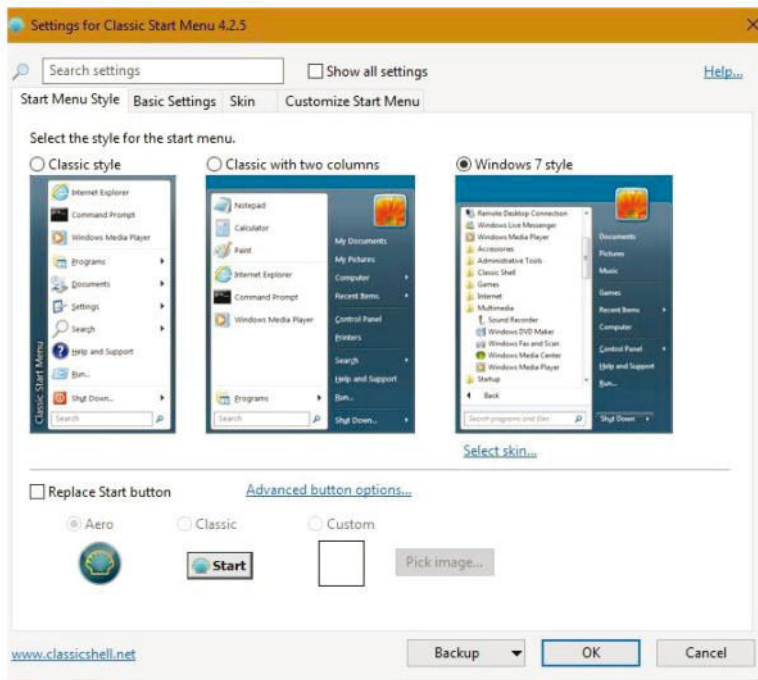 Settings for Classic Start Menu 4.2.5
Search settings
Show all settings
Help...
Start Menu Style
Basic Settings
Skin
Customize Start Menu
Select the style for the start menu.
Classic style
Classic with two columns
Windows 7 style
Classic Start Menu
Internet Explorer
Command Prompt
Windows Media Player
Programs
Documents
Settings
Search
Help and Support
Run...
Shut Down...
Search
Notepad
Calculator
Paint
Internet Explorer
Command Prompt
Windows Media Player
Programs
Search
My Documents
My Pictures
Computer
Recent Items
Control Panel
Printers
Search
Help and Support
Run...
Shut Down...
Remote Desktop Connection
Windows Live Messenger
Windows Media Player
Accessories
Administrative Tools
Classic Shell
Games
Internet
Multimedia
Sound Recorder
Windows DVD Maker
Windows Fax and Scan
Windows Media Center
Windows Media Player
Startup
Back
Search programs and files
Documents
Pictures
Music
Games
Recent Items
Computer
Control Panel
Help and Support
Run...
Shut Down
Select skin...
Replace Start button
Advanced button options...
Aero
Classic
Custom
Start
Pick image...
www.classicshell.net
Backup
OK
Cancel